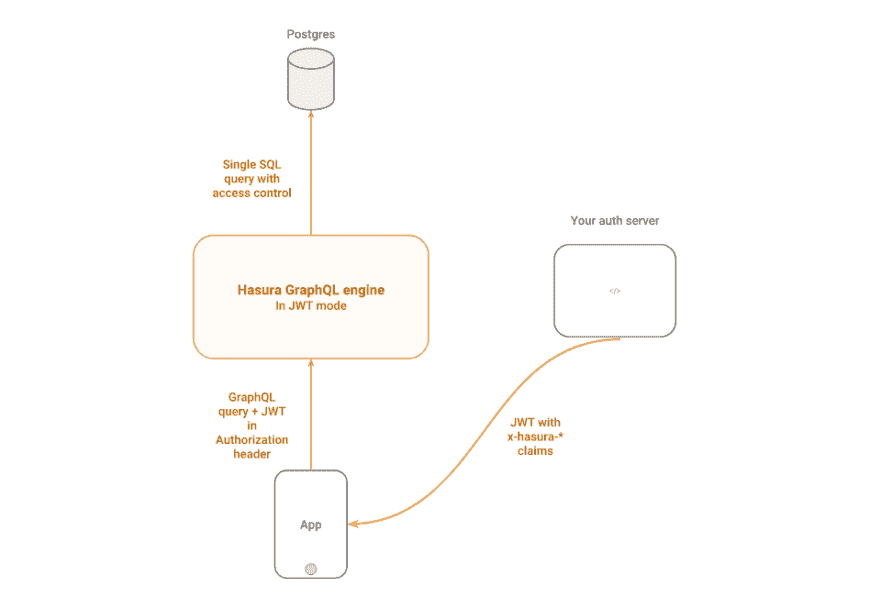 Postgres
Single SQL
query with
access control
Your auth server
Hasura GraphQL engine
In JWT mode
</>
GraphQL
query + JWT
in
Authorization
header
JWT with
x-hasura-*
claims
App